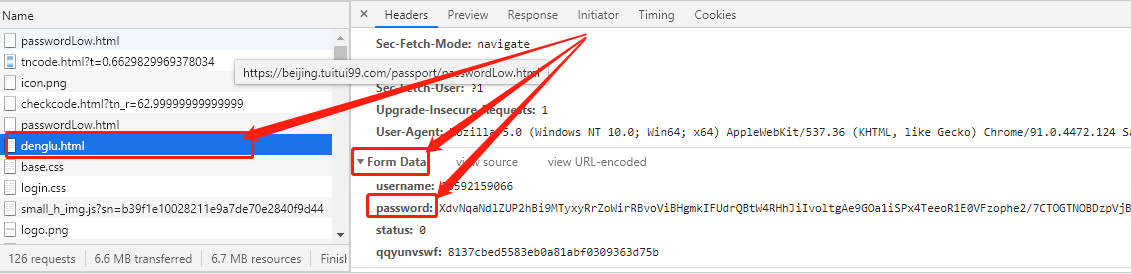 Name
passwordLow.html
tncode.html?t=0.6629829969378034
icon.png
checkcode.html?tn_r=62.99999999999999
passwordLow.html
denglu.html
base.css
login.css
small_h_img.js?sn=b39f1e10028211e9a7de70e2840f9d44
logo.png
126 requests 6.6 MB transferred 6.7 MB resources Finish
Headers Preview Response Initiator Timing Cookies
Sec-Fetch-Mode: navigate
https://beijing.tuitui99.com/passport/passwordLow.html
Sec-Fetch-User: ?1
Upgrade-Insecure-Requests: 1
User-Agent: Mozilla/5.0 (Windows NT 10.0; Win64; x64) AppleWebKit/537.36 (KHTML, like Gecko) Chrome/91.0.4472.124 Sa
Form Data view source view URL-encoded
username:
password:
status: 0
qqyunvswf: 8137cbed5583eb0a81abf0309363d75b